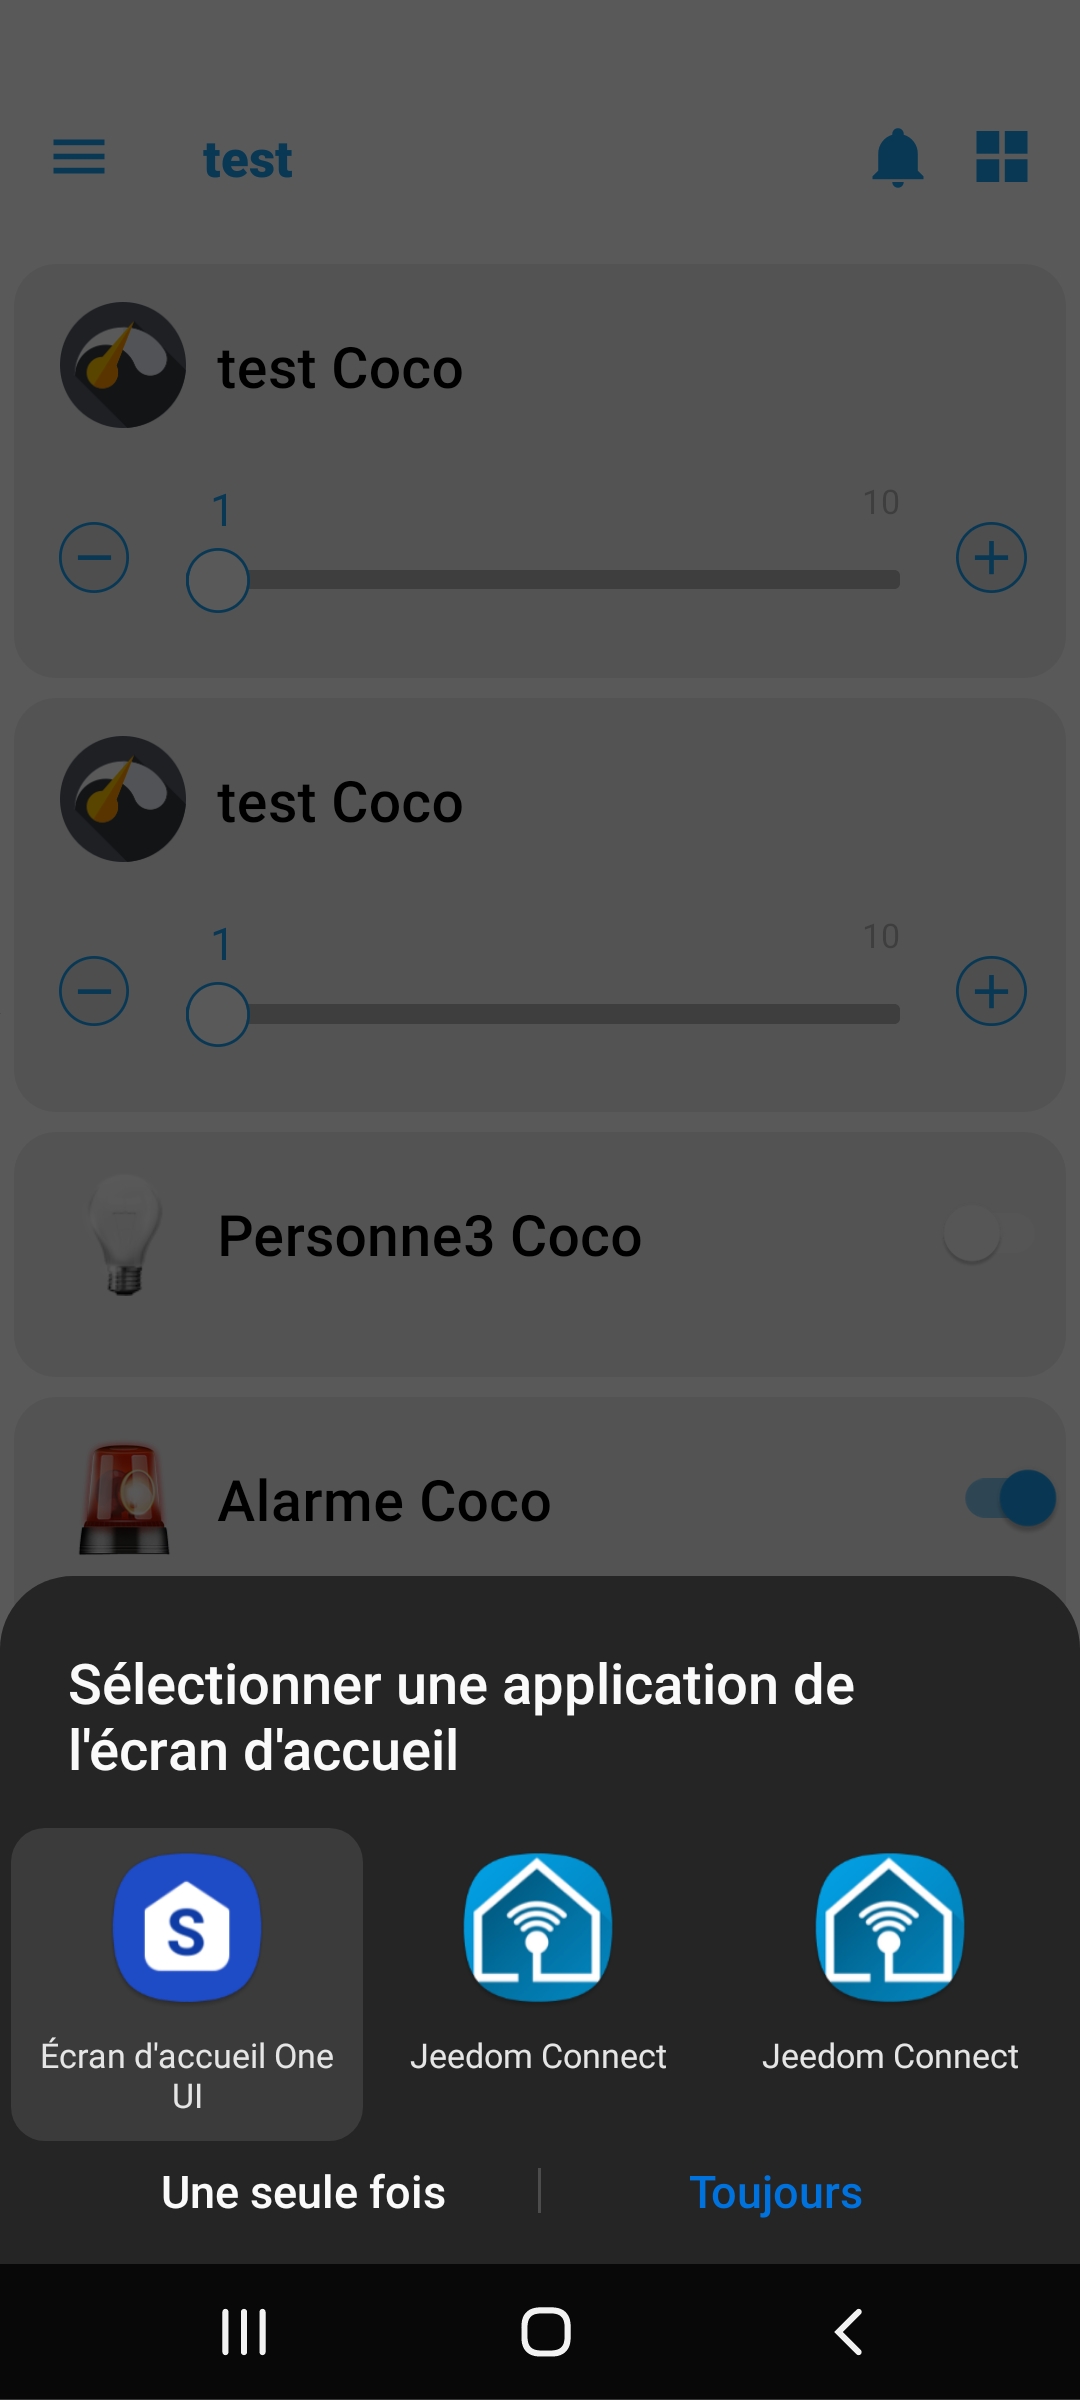 test
test Coco
1
10
test Coco
1
10
Personne3 Coco
Alarme Coco
Sélectionner une application de
l'écran d'accueil
S
Écran d'accueil One
UI
Jeedom Connect
Jeedom Connect
Une seule fois
Toujours